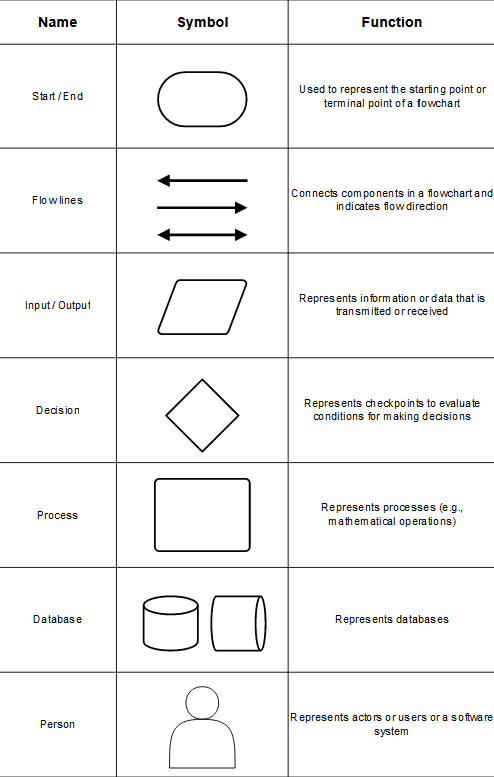 Name
Symbol
Function
Start / End
Used to represent the starting point or
terminal point of a flowchart
Flow lines
Connects components in a flowchart and
indicates flow direction
Input / Output
Represents information or data that is
transmitted or received
Decision
Represents checkpoints to evaluate
conditions for making decisions
Process
Represents processes (e.g.,
mathematical operations)
Database
Represents databases
Person
Represents actors or users or a software
system